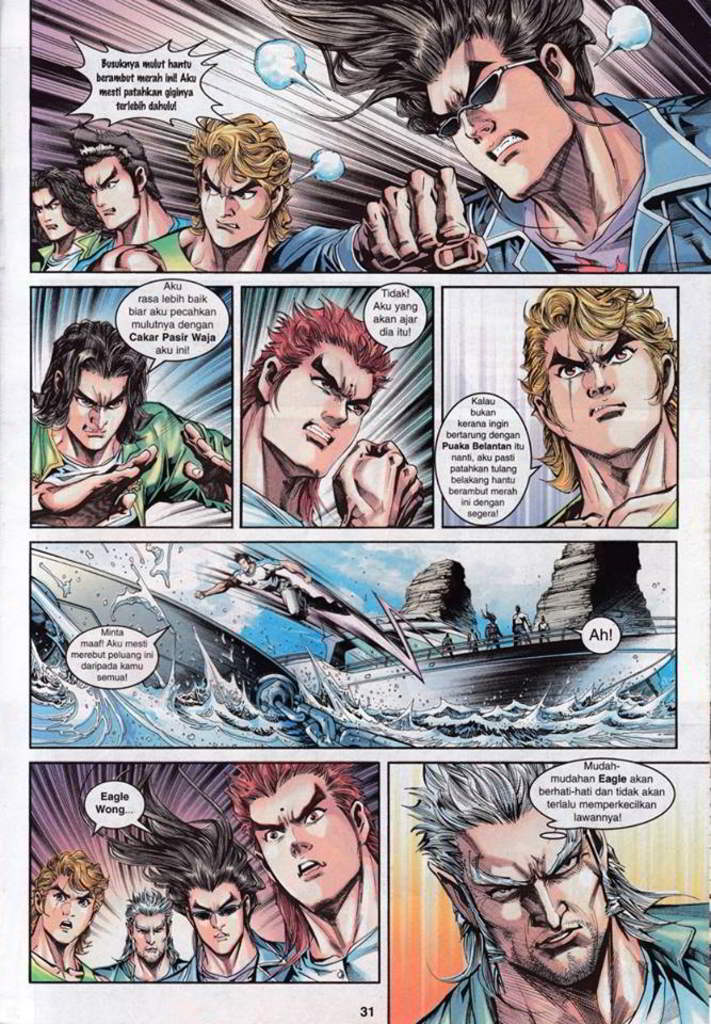 Busuknya mulut hantu
berambut merah ini! Aku
mesti patahkan giginya
terlebih dahulu!
Aku
rasa lebih baik
biar aku pecahkan
mulutnya dengan
Cakar Pasir Waja
aku ini!
Tidak!
Aku yang
akan ajar
dia itu!
Kalau
bukan
kerana ingin
bertarung dengan
Puaka Belantan itu
nanti, aku pasti
patahkan tulang
belakang hantu
berambut merah
ini dengan
segera!
Minta
maaf! Aku mesti
merebut peluang ini
daripada kamu
semua!
Ah!
Eagle
Wong...
Mudah-
mudahan Eagle akan
berhati-hati dan tidak akan
terlalu memperkecilkan
lawannya!
31